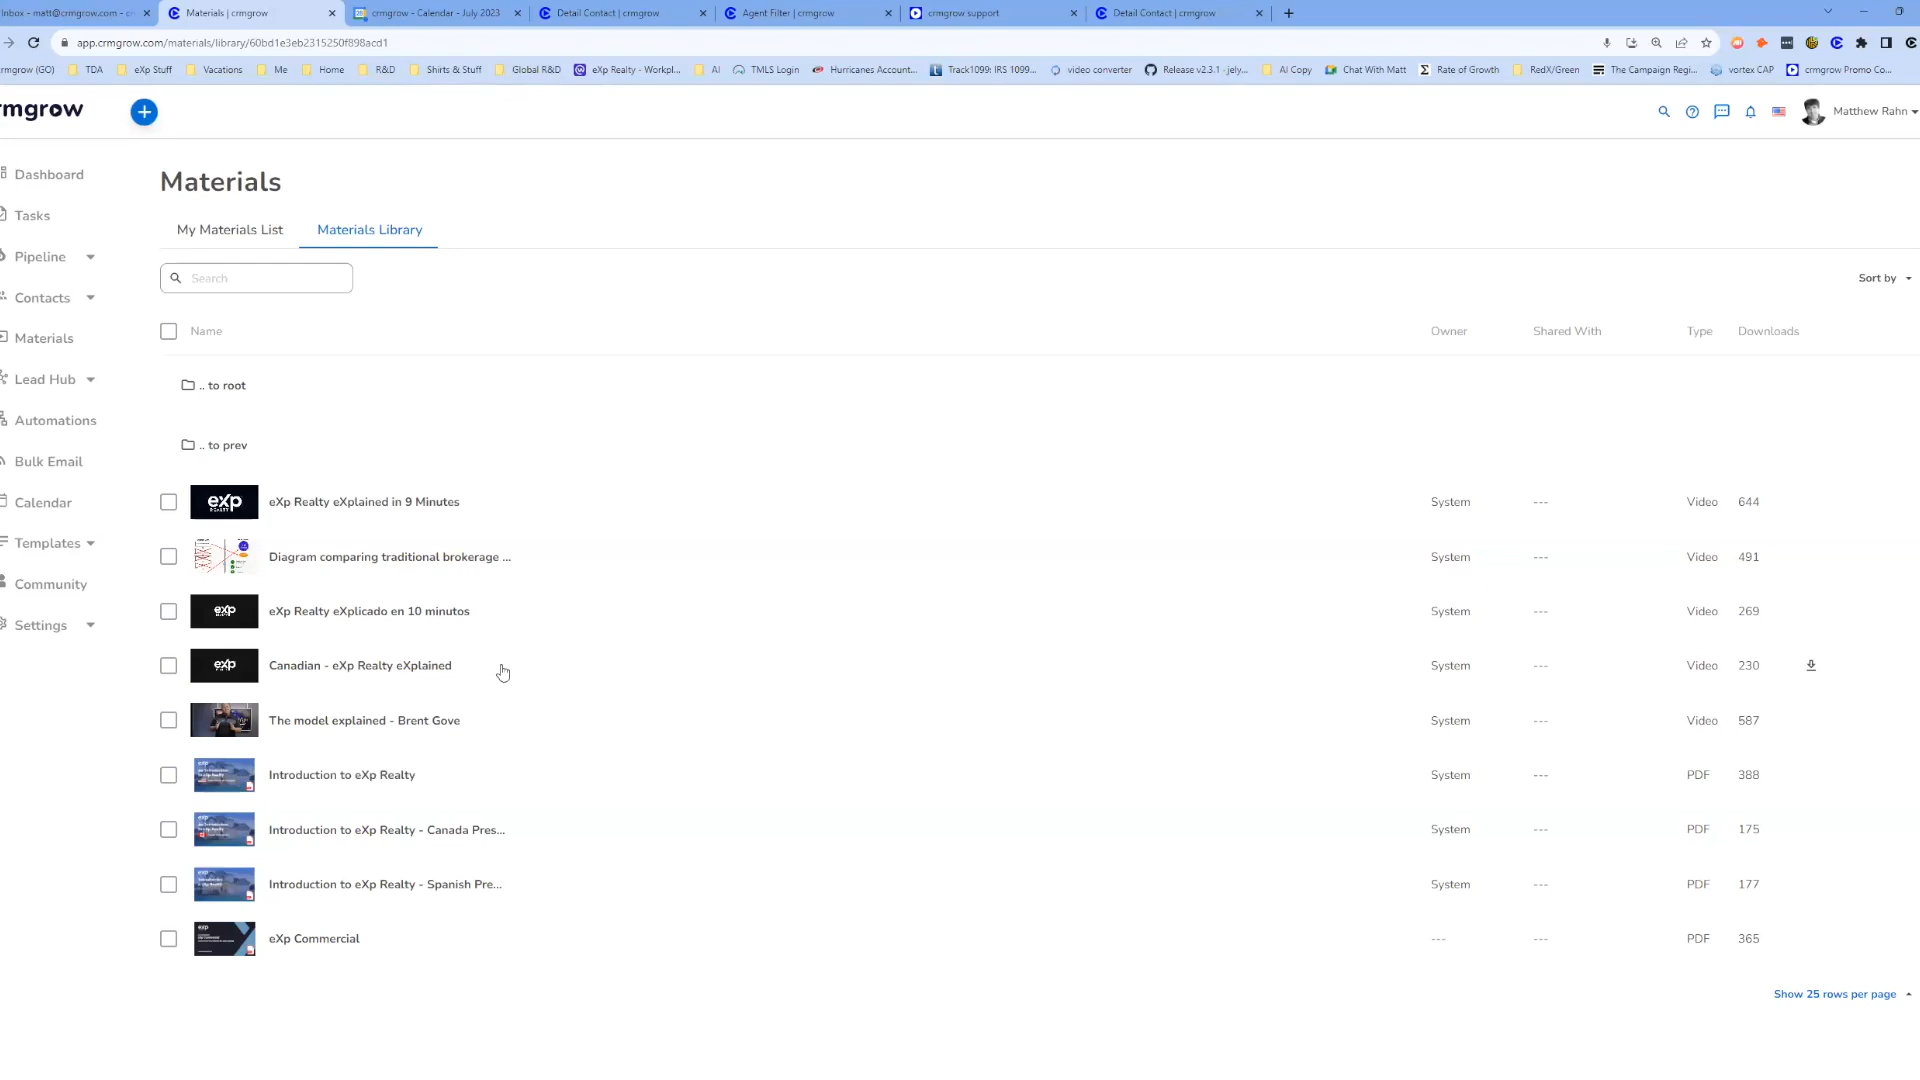 Inbox - matt@crmgrow.com - cr
Materials | crmgrow
crmgrow - Calendar - July 2023
Detail Contact | crmgrow
Agent Filter | crmgrow
crmgrow support
Detail Contact | crmgrow
app.crmgrow.com/materials/library/60bd1e3eb2315250f898acd1
rmgrow (GO)
TDA
eXp Stuff
Vacations
Me
Home
R&D
Shirts & Stuff
Global R&D
eXp Realty - Workpl...
AI
TMLS Login
Hurricanes Account...
Track1099: IRS 1099...
video converter
Release v2.3.1 · jely...
AI Copy
Chat With Matt
Rate of Growth
RedX/Green
The Campaign Regi...
vortex CAP
crmgrow Promo Co...
rmgrow
Matthew Rahn
Dashboard
Tasks
Pipeline
Contacts
Materials
Lead Hub
Automations
Bulk Email
Calendar
Templates
Community
Settings
Materials
My Materials List
Materials Library
Search
Sort by
Name
Owner
Shared With
Type
Downloads
.. to root
.. to prev
eXp REALTY
eXp Realty eXplained in 9 Minutes
System
---
Video
644
Diagram comparing traditional brokerage ...
System
---
Video
491
eXp
eXp Realty eXplicado en 10 minutos
System
---
Video
269
eXp
Canadian - eXp Realty eXplained
System
---
Video
230
The model explained - Brent Gove
System
---
Video
587
Introduction to eXp Realty
System
---
PDF
388
Introduction to eXp Realty - Canada Pres...
System
---
PDF
175
Introduction to eXp Realty - Spanish Pre...
System
---
PDF
177
eXp Commercial
---
---
PDF
365
Show 25 rows per page